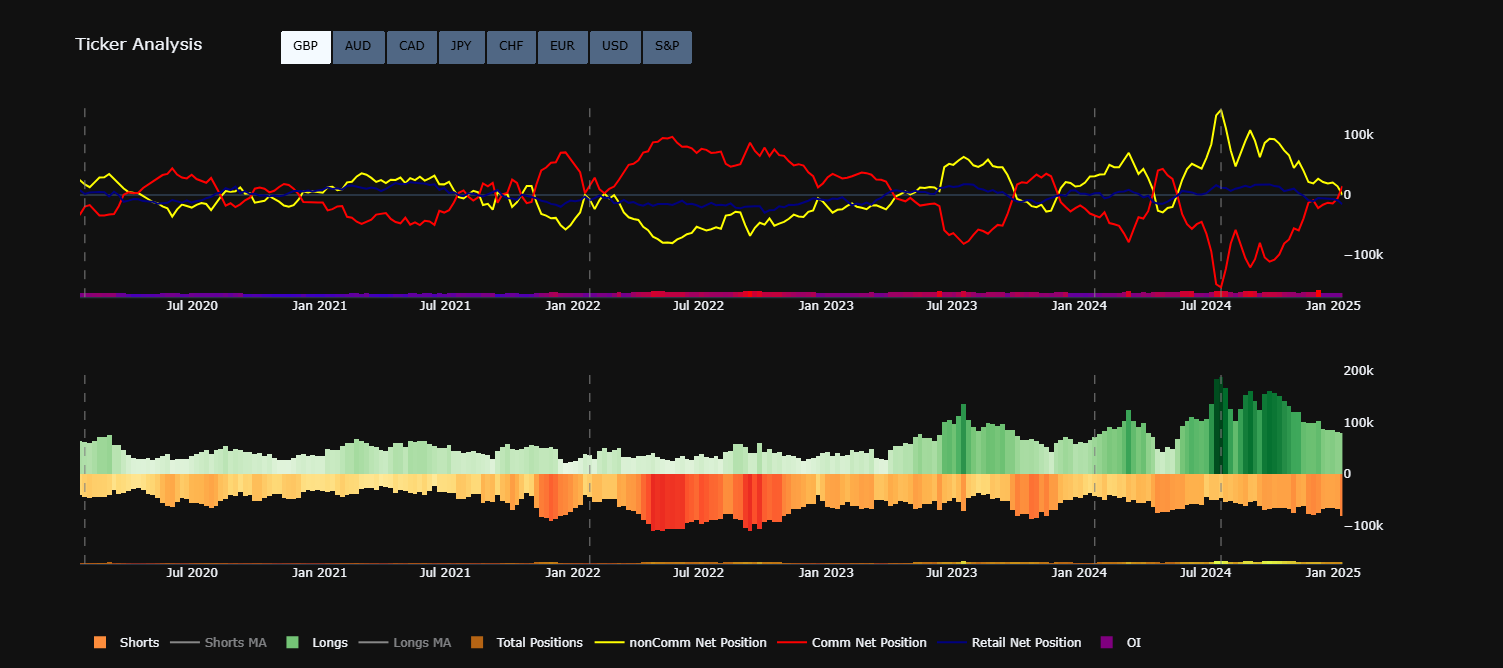 Ticker Analysis GBP AUD CAD JPY CHF EUR USD S&P
100k
0
−100k
Jul 2020 Jan 2021 Jul 2021 Jan 2022 Jul 2022 Jan 2023 Jul 2023 Jan 2024 Jul 2024 Jan 2025
200k
100k
0
−100k
Jul 2020 Jan 2021 Jul 2021 Jan 2022 Jul 2022 Jan 2023 Jul 2023 Jan 2024 Jul 2024 Jan 2025
Shorts Shorts MA Longs Longs MA Total Positions nonComm Net Position Comm Net Position Retail Net Position OI